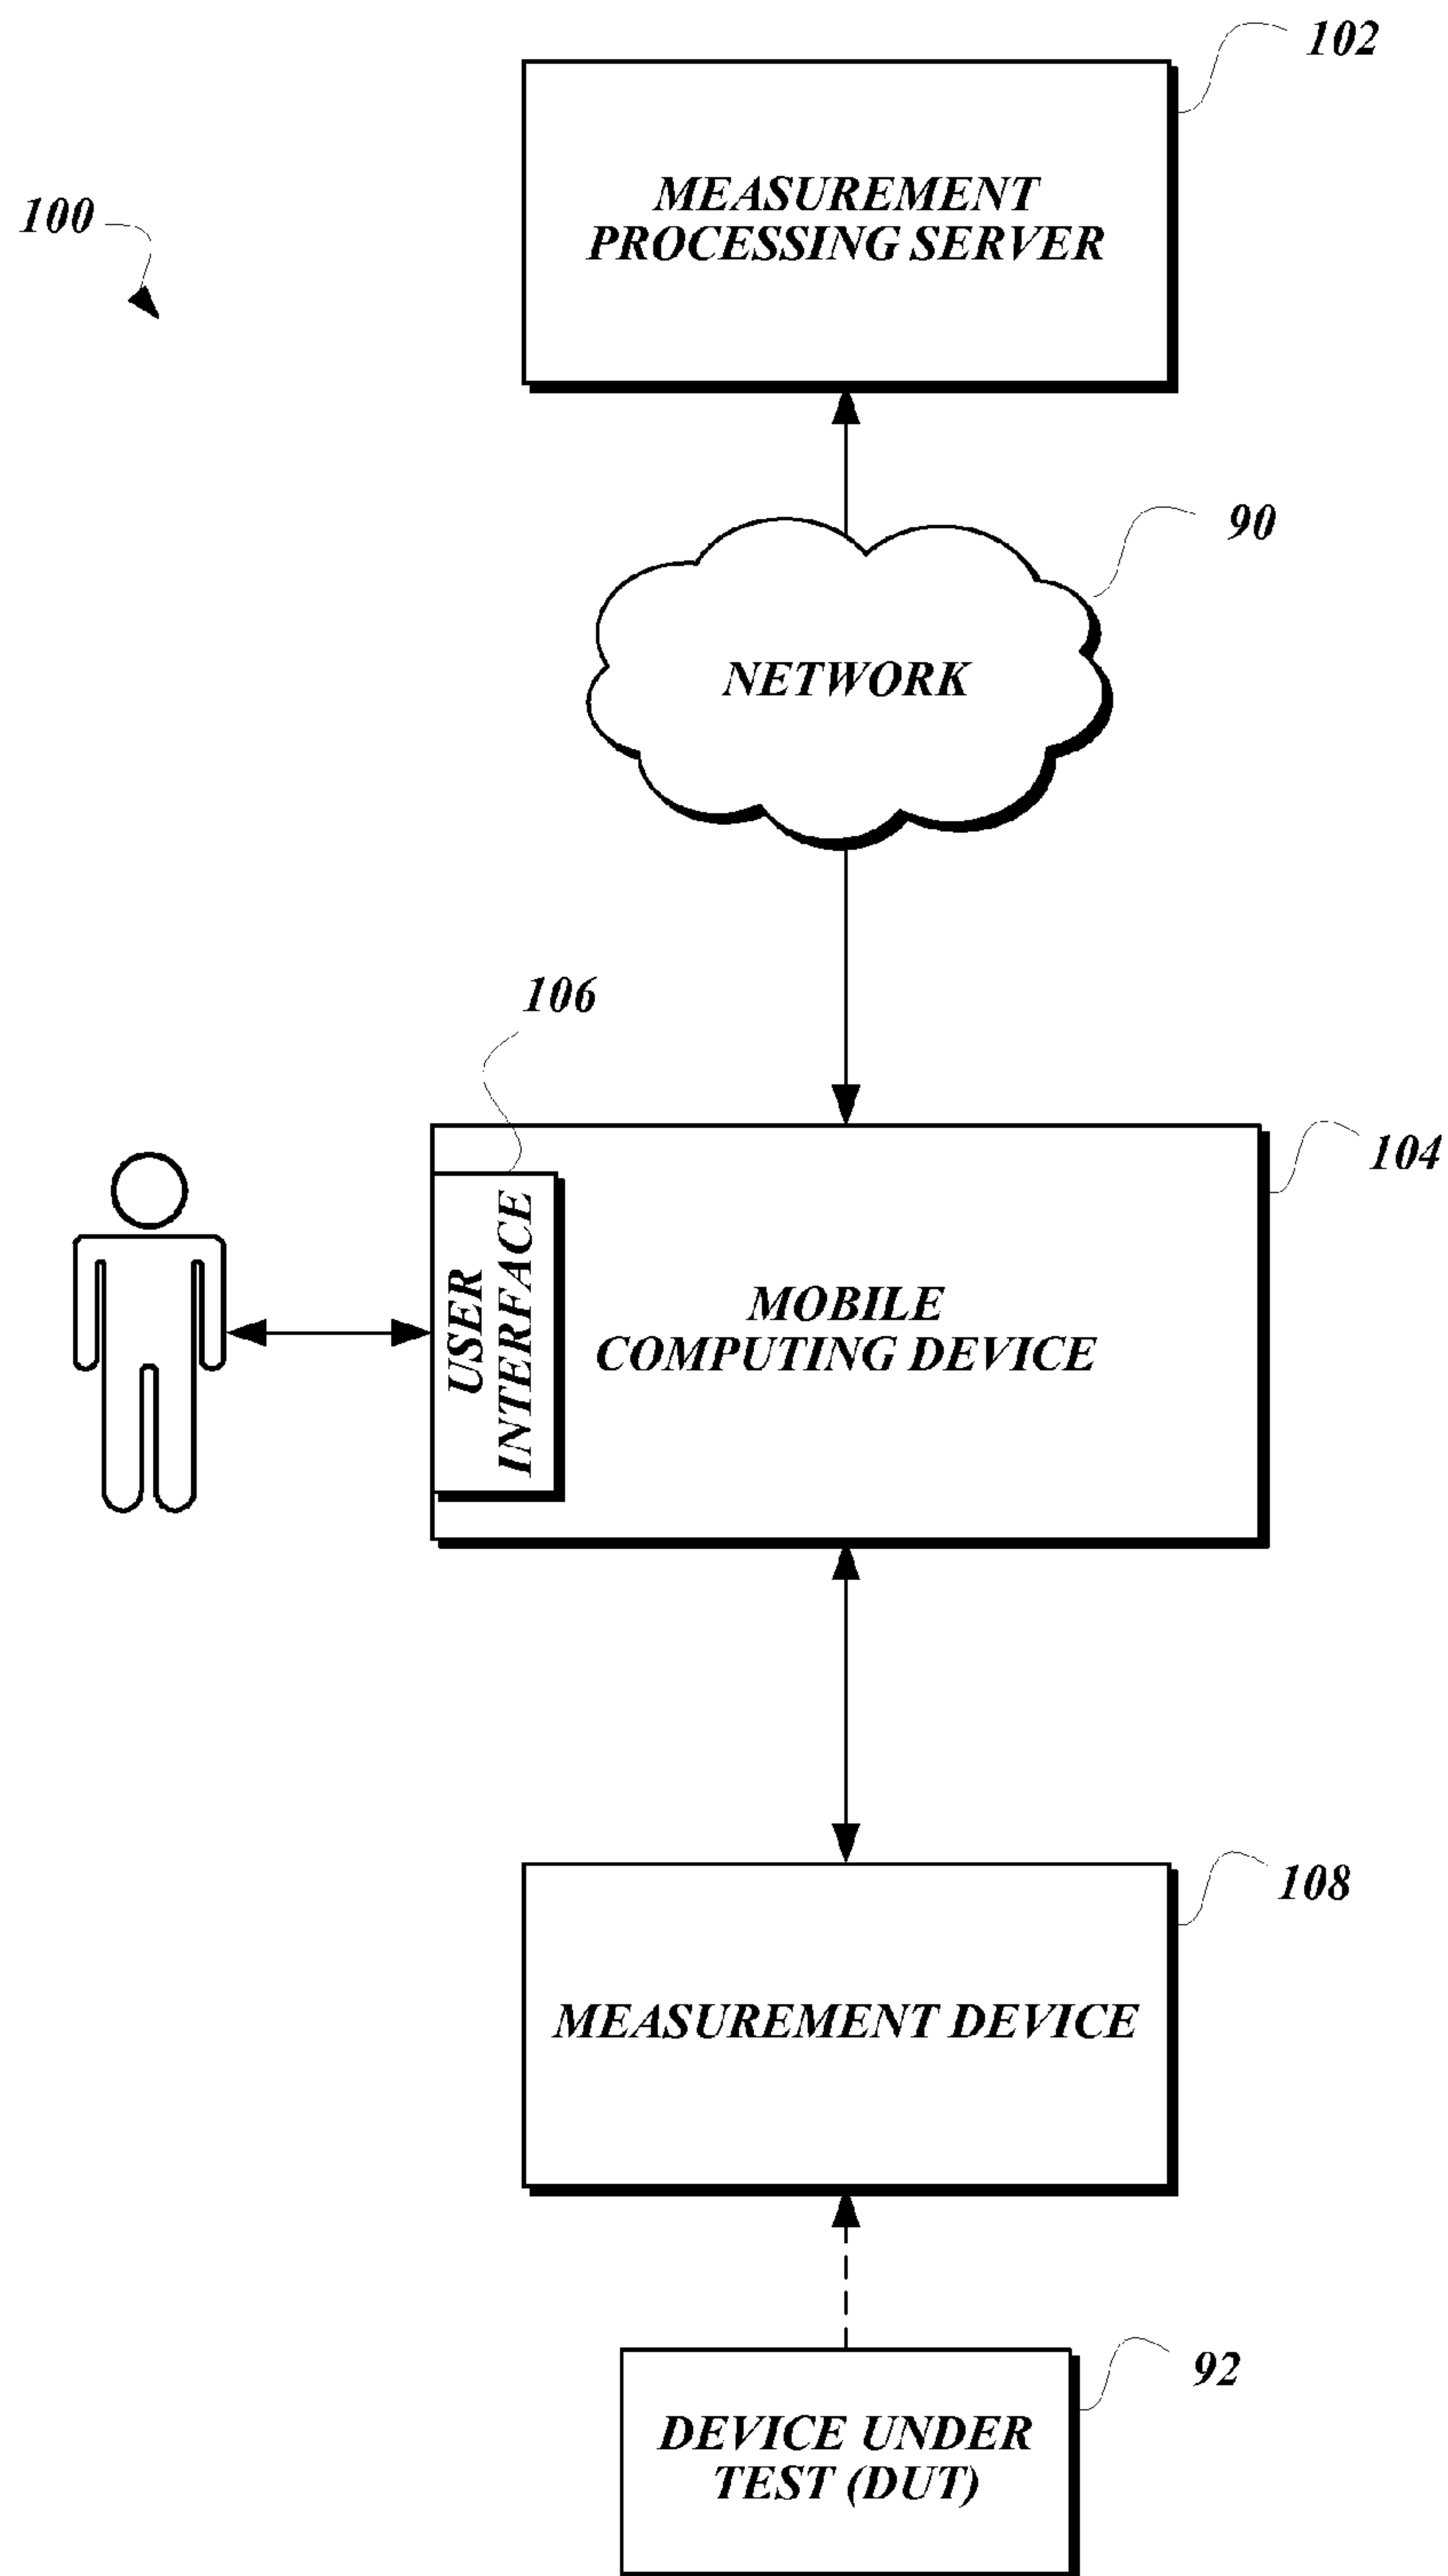 102
100
MEASUREMENT
PROCESSING SERVER
90
NETWORK
106
104
USER
INTERFACE
MOBILE
COMPUTING DEVICE
108
MEASUREMENT DEVICE
92
DEVICE UNDER
TEST (DUT)